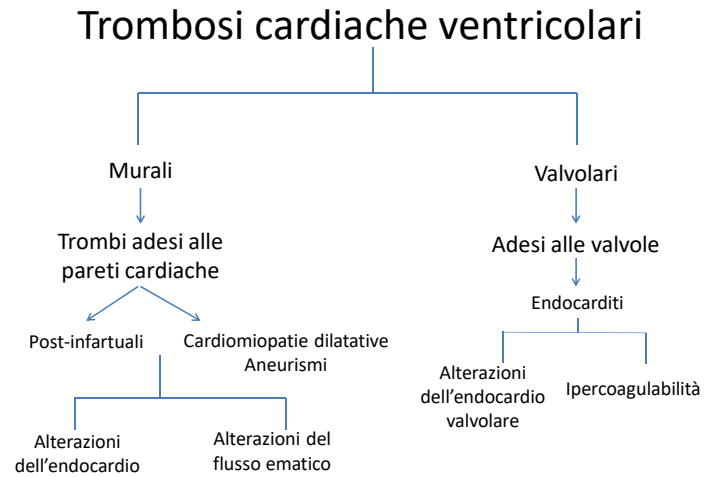 Trombosi cardiache ventricolari
Murali
Valvolari
Trombi adesi alle
pareti cardiache
Adesi alle valvole
Endocarditi
Post-infartuali
Cardiomiopatie dilatative
Aneurismi
Alterazioni
dell'endocardio
valvolare
Ipercoagulabilità
Alterazioni
dell'endocardio
Alterazioni del
flusso ematico